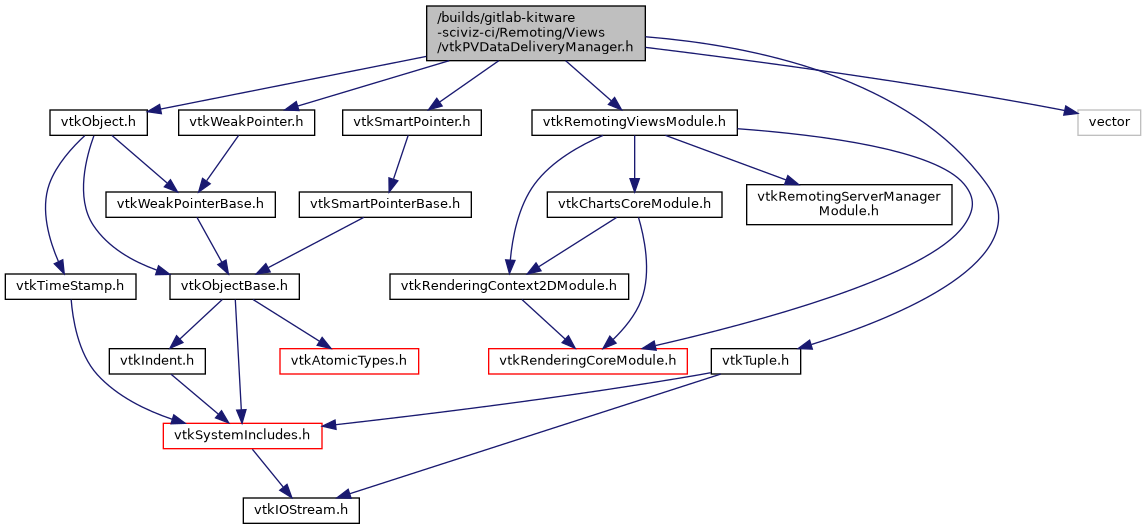 /builds/gitlab-kitware
-sciviz-ci/Remoting/Views
/vtkPVDataDeliveryManager.h
vtkObject.h
vtkWeakPointer.h
vtkSmartPointer.h
vtkRemotingViewsModule.h
vector
vtkWeakPointerBase.h
vtkSmartPointerBase.h
vtkChartsCoreModule.h
vtkRemotingServerManager
Module.h
vtkTimeStamp.h
vtkObjectBase.h
vtkRenderingContext2DModule.h
vtkIndent.h
vtkAtomicTypes.h
vtkRenderingCoreModule.h
vtkTuple.h
vtkSystemIncludes.h
vtkIOStream.h